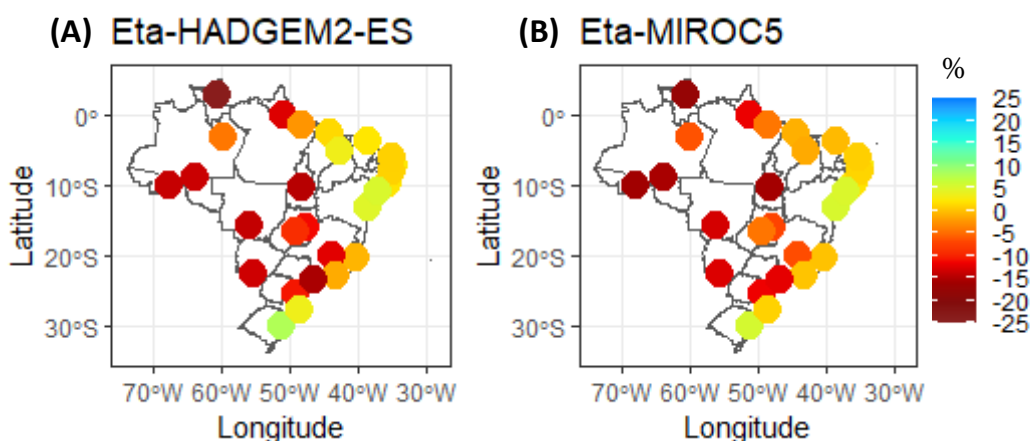 (A) Eta-HADGEM2-ES
(B) Eta-MIROC5
%
Latitude
0°
10°S
20°S
30°S
70°W 60°W 50°W 40°W 30°W
Longitude
Latitude
0°
10°S
20°S
30°S
70°W 60°W 50°W 40°W 30°W
Longitude
25
25
20
15
10
5
0
-5
-10
-15
-20
-25